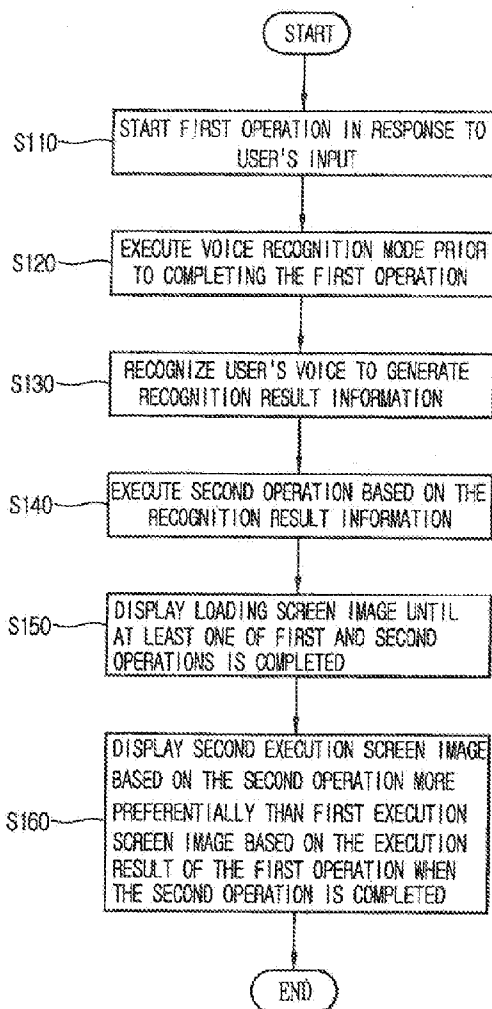 START
S110
START FIRST OPERATION IN RESPONSE TO
USER'S INPUT
S120
EXECUTE VOICE RECOGNITION MODE PRIOR
TO COMPLETING THE FIRST OPERATION
S130
RECOGNIZE USER'S VOICE TO GENERATE
RECOGNITION RESULT INFORMATION
S140
EXECUTE SECOND OPERATION BASED ON THE
RECOGNITION RESULT INFORMATION
S150
DISPLAY LOADING SCREEN IMAGE UNTIL
AT LEAST ONE OF FIRST AND SECOND
OPERATIONS IS COMPLETED
S160
DISPLAY SECOND EXECUTION SCREEN IMAGE
BASED ON THE SECOND OPERATION MORE
PREFERENTIALLY THAN FIRST EXECUTION
SCREEN IMAGE BASED ON THE EXECUTION
RESULT OF THE FIRST OPERATION WHEN
THE SECOND OPERATION IS COMPLETED
END